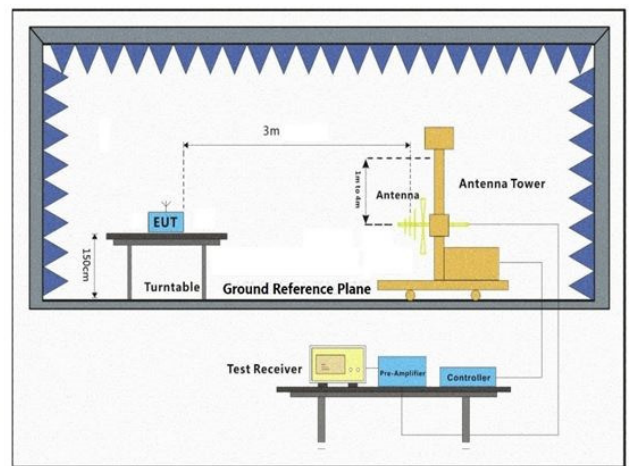 3m
1m to 4m
Antenna
Antenna Tower
EUT
150cm
Turntable
Ground Reference Plane
Test Receiver
Pre-Amplifier
Controller